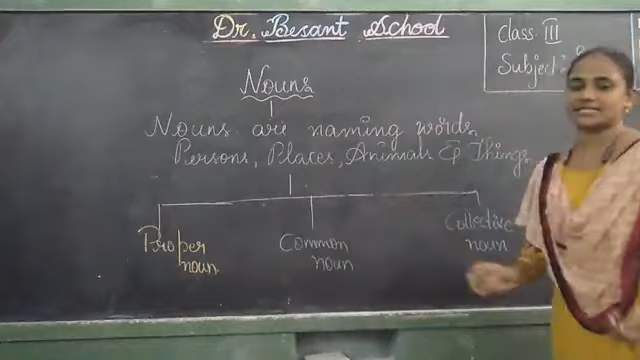 Dr. Besant School
Class III
Subject:
Nouns
Nouns are naming words
Persons, Places, Animals & Things
Proper noun
Common noun
Collective noun